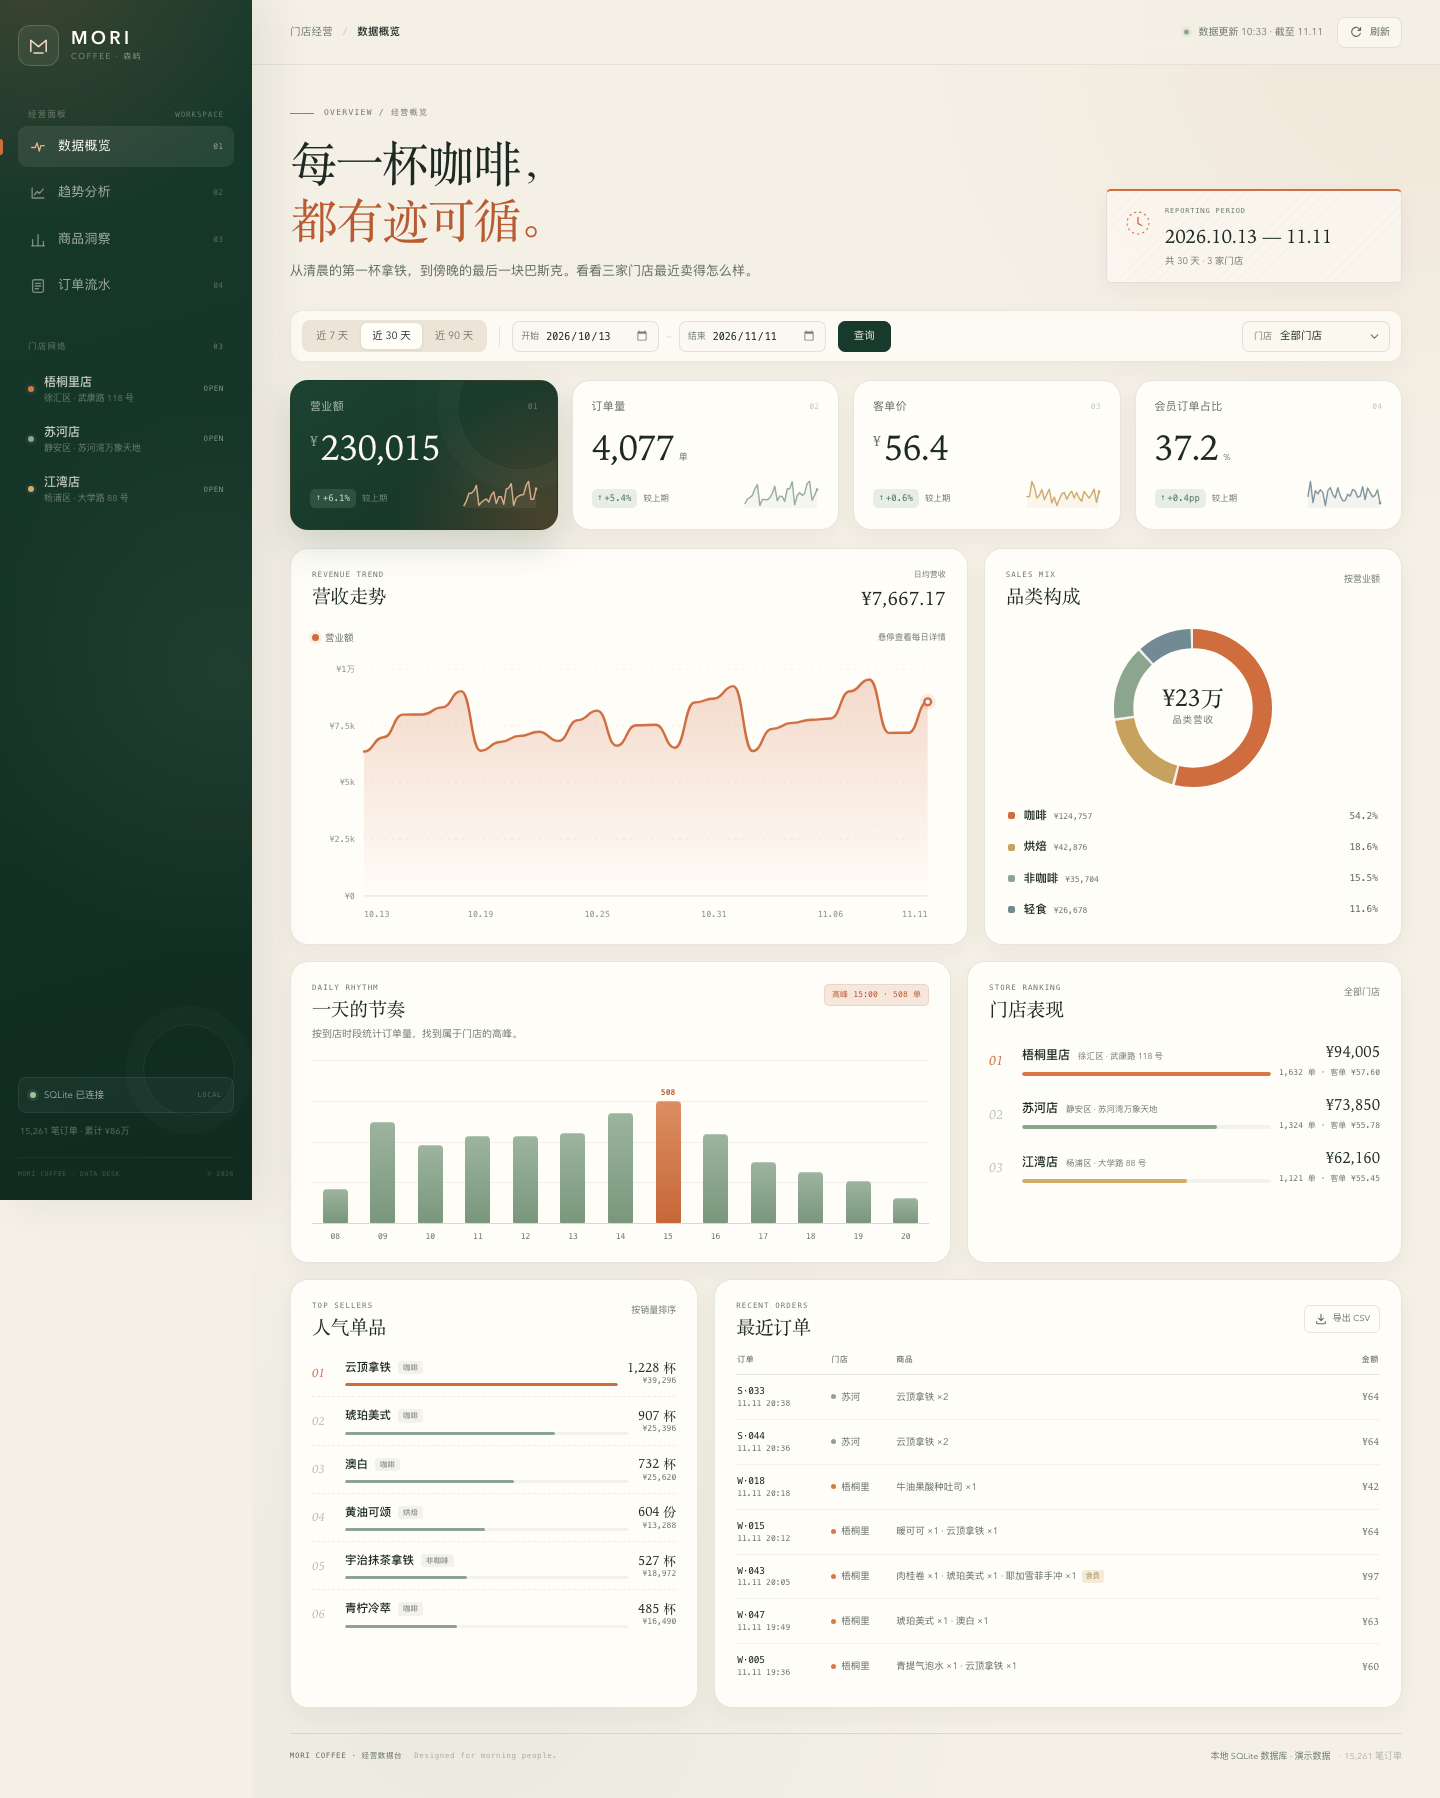 MORI
COFFEE · 森屿
经营面板 WORKSPACE
数据概览 01
趋势分析 02
商品洞察 03
订单流水 04
门店网络 03
梧桐里店 OPEN
徐汇区 · 武康路 118 号
苏河店 OPEN
静安区 · 苏河湾万象天地
江湾店 OPEN
杨浦区 · 大学路 88 号
SQLite 已连接 LOCAL
15,261 笔订单 · 累计 ¥86万
MORI COFFEE · DATA DESK © 2026
门店经营 / 数据概览
数据更新 10:33 · 截至 11.11 刷新
OVERVIEW / 经营概览
每一杯咖啡，
都有迹可循。
从清晨的第一杯拿铁，到傍晚的最后一块巴斯克。看看三家门店最近卖得怎么样。
REPORTING PERIOD
2026.10.13 — 11.11
共 30 天 · 3 家门店
近 7 天 近 30 天 近 90 天 开始 2026/10/13 – 结束 2026/11/11 查询 门店 全部门店
营业额 01
¥230,015
↑+6.1% 较上期
订单量 02
4,077 单
↑+5.4% 较上期
客单价 03
¥56.4
↑+0.6% 较上期
会员订单占比 04
37.2 %
↑+0.4pp 较上期
REVENUE TREND
营收走势
日均营收
¥7,667.17
营业额 悬停查看每日详情
¥1万
¥7.5k
¥5k
¥2.5k
¥0
10.13 10.19 10.25 10.31 11.06 11.11
SALES MIX
品类构成
按营业额
¥23万
品类营收
咖啡 ¥124,757 54.2%
烘焙 ¥42,876 18.6%
非咖啡 ¥35,704 15.5%
轻食 ¥26,678 11.6%
DAILY RHYTHM
一天的节奏
按到店时段统计订单量，找到属于门店的高峰。
高峰 15:00 · 508 单
508
08 09 10 11 12 13 14 15 16 17 18 19 20
STORE RANKING
门店表现
全部门店
01 梧桐里店 徐汇区 · 武康路 118 号 ¥94,005
1,632 单 · 客单 ¥57.60
02 苏河店 静安区 · 苏河湾万象天地 ¥73,850
1,324 单 · 客单 ¥55.78
03 江湾店 杨浦区 · 大学路 88 号 ¥62,160
1,121 单 · 客单 ¥55.45
TOP SELLERS
人气单品
按销量排序
01 云顶拿铁 咖啡 1,228 杯
¥39,296
02 琥珀美式 咖啡 907 杯
¥25,396
03 澳白 咖啡 732 杯
¥25,620
04 黄油可颂 烘焙 604 份
¥13,288
05 宇治抹茶拿铁 非咖啡 527 杯
¥18,972
06 青柠冷萃 咖啡 485 杯
¥16,490
RECENT ORDERS
最近订单
导出 CSV
订单 门店 商品 金额
S·033 苏河 云顶拿铁 ×2 ¥64
11.11 20:38
S·044 苏河 云顶拿铁 ×2 ¥64
11.11 20:36
W·018 梧桐里 牛油果酸种吐司 ×1 ¥42
11.11 20:18
W·015 梧桐里 暖可可 ×1 · 云顶拿铁 ×1 ¥64
11.11 20:12
W·043 梧桐里 肉桂卷 ×1 · 琥珀美式 ×1 · 耶加雪菲手冲 ×1 会员 ¥97
11.11 20:05
W·047 梧桐里 琥珀美式 ×1 · 澳白 ×1 ¥63
11.11 19:49
W·005 梧桐里 青提气泡水 ×1 · 云顶拿铁 ×1 ¥60
11.11 19:36
MORI COFFEE · 经营数据台 Designed for morning people.
本地 SQLite 数据库 · 演示数据 · 15,261 笔订单